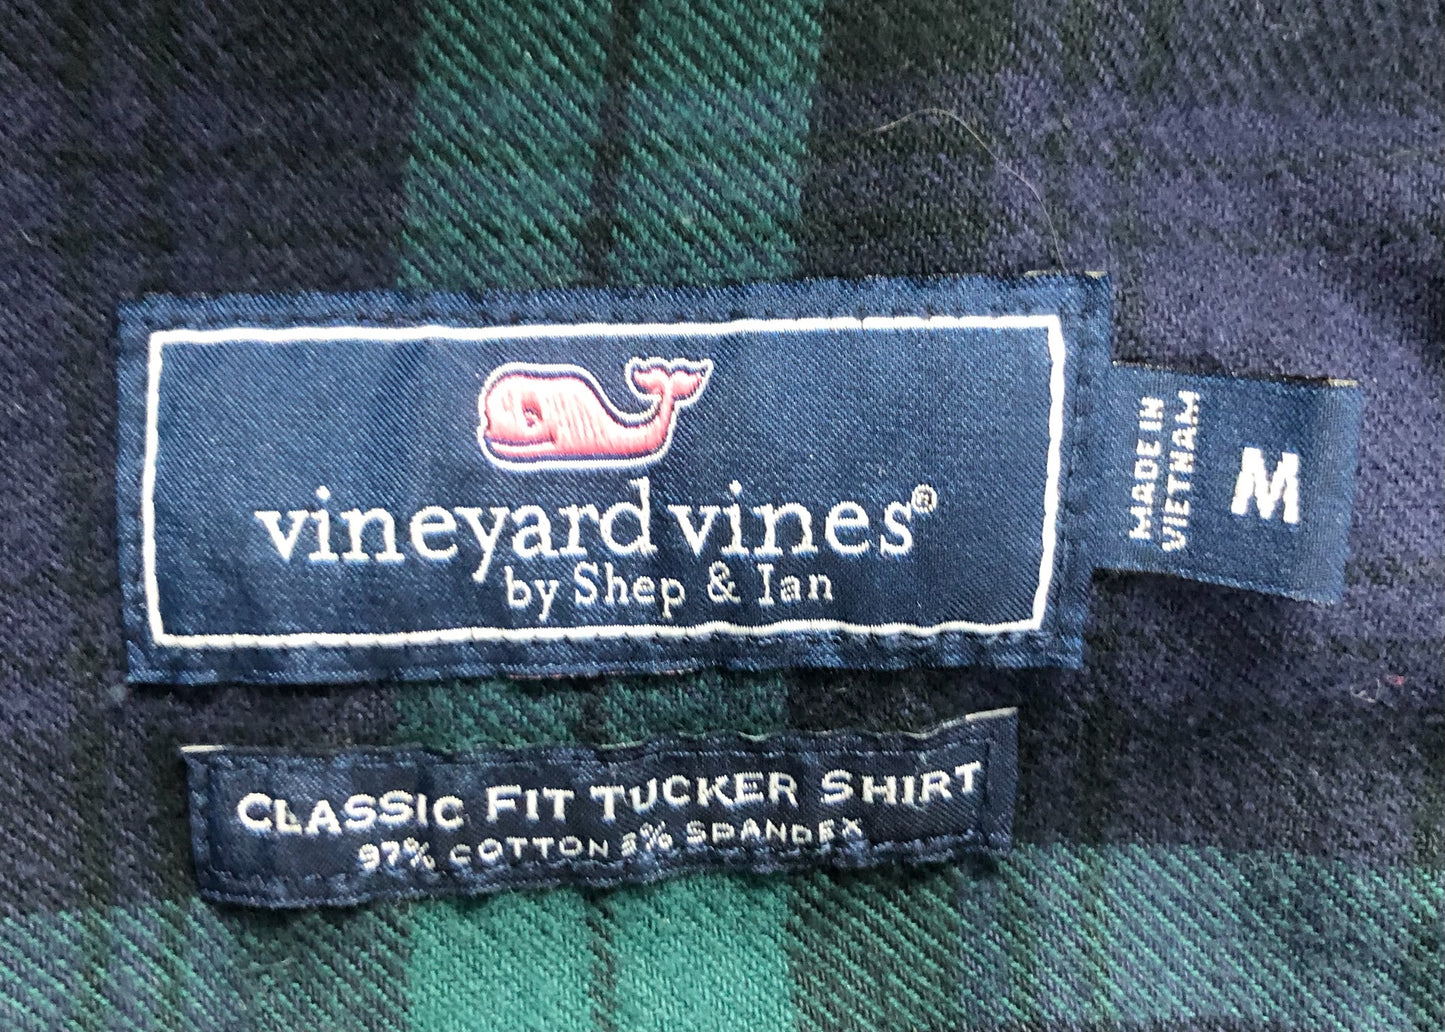 vineyard vines®
by Shep & Ian
MADE IN
VIETNAM
M
CLASSIC FIT TUCKER SHIRT
97% COTTON 3% SPANDEX